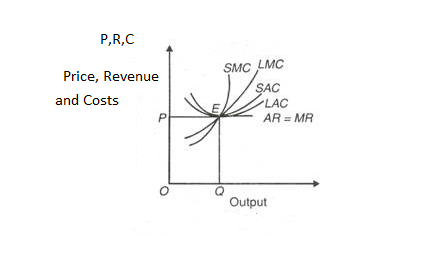 P,R,C
Price, Revenue
and Costs
SMC LMC
SAC
LAC
E
P
AR = MR
O
Q
Output